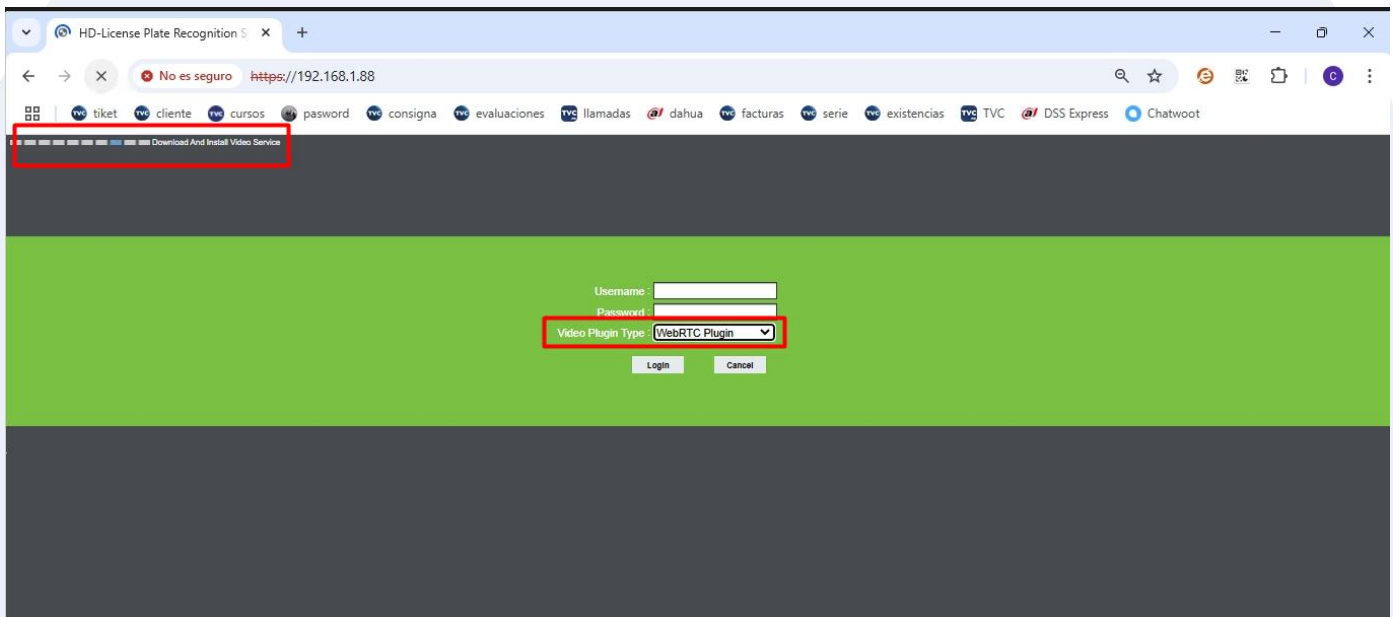 HD-License Plate Recognition S
No es seguro https://192.168.1.88
C
tiket cliente cursos pasword consigna evaluaciones TVC llamadas dahua facturas serie existencias TVC TVC DSS Express Chatwoot
Download And Install Video Service
Username :
Password :
Video Plugin Type : WebRTC Plugin
Login Cancel